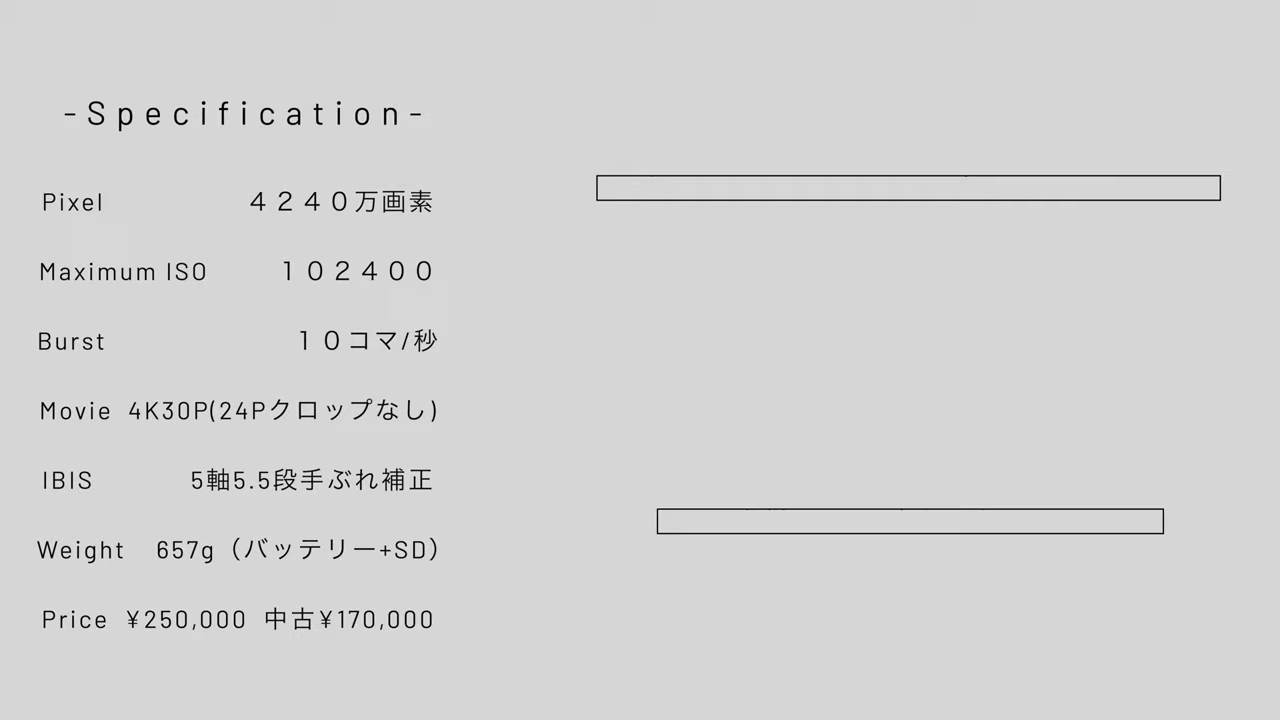 -Specification-
Pixel ４２４０万画素
Maximum ISO １０２４００
Burst １０コマ/秒
Movie 4K30P(24Pクロップなし)
IBIS 5軸5.5段手ぶれ補正
Weight 657g（バッテリー+SD）
Price ¥250,000 中古¥170,000